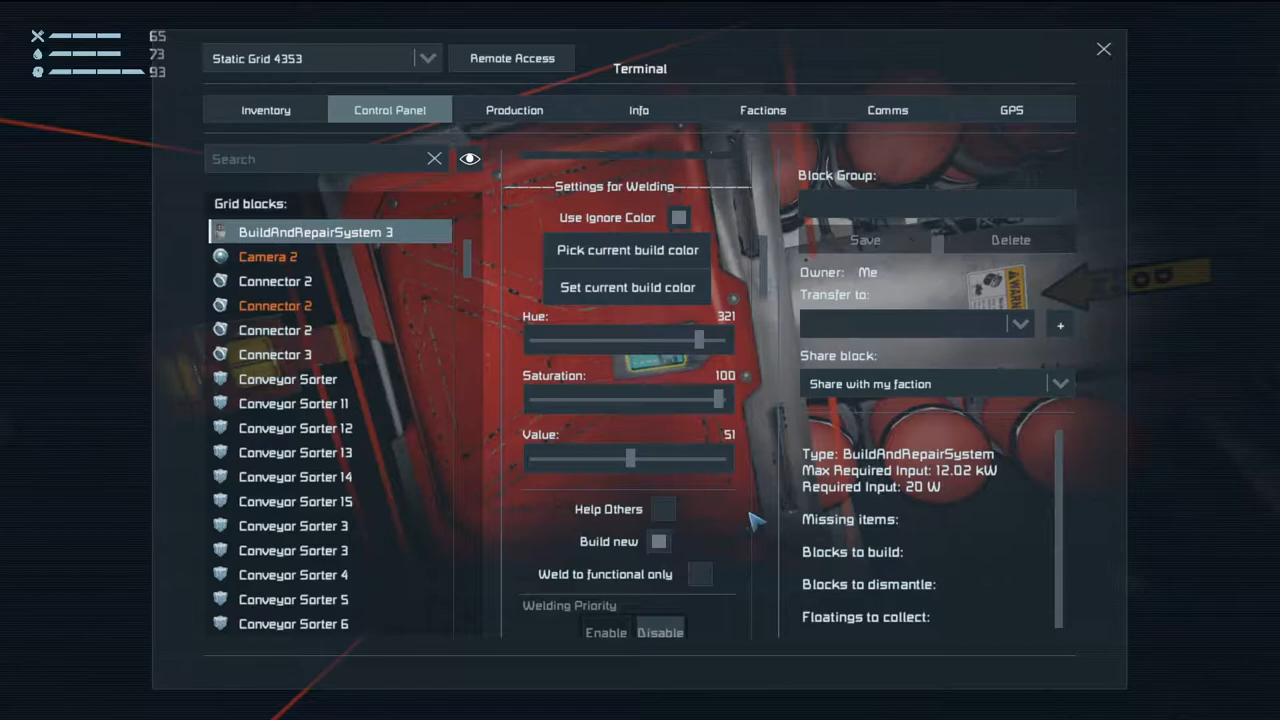 65
73
93
Static Grid 4353
Remote Access
Terminal
Inventory
Control Panel
Production
Info
Factions
Comms
GPS
Search
Grid blocks:
BuildAndRepairSystem 3
Camera 2
Connector 2
Connector 2
Connector 2
Connector 3
Conveyor Sorter
Conveyor Sorter 11
Conveyor Sorter 12
Conveyor Sorter 13
Conveyor Sorter 14
Conveyor Sorter 15
Conveyor Sorter 3
Conveyor Sorter 3
Conveyor Sorter 4
Conveyor Sorter 5
Conveyor Sorter 6
Settings for Welding
Use Ignore Color
Pick current build color
Set current build color
Hue: 321
Saturation: 100
Value: 51
Help Others
Build new
Weld to functional only
Welding Priority
Enable Disable
Block Group:
Save Delete
Owner: Me
Transfer to:
+
Share block:
Share with my faction
Type: BuildAndRepairSystem
Max Required Input: 12.02 kW
Required Input: 20 W
Missing items:
Blocks to build:
Blocks to dismantle:
Floatings to collect: